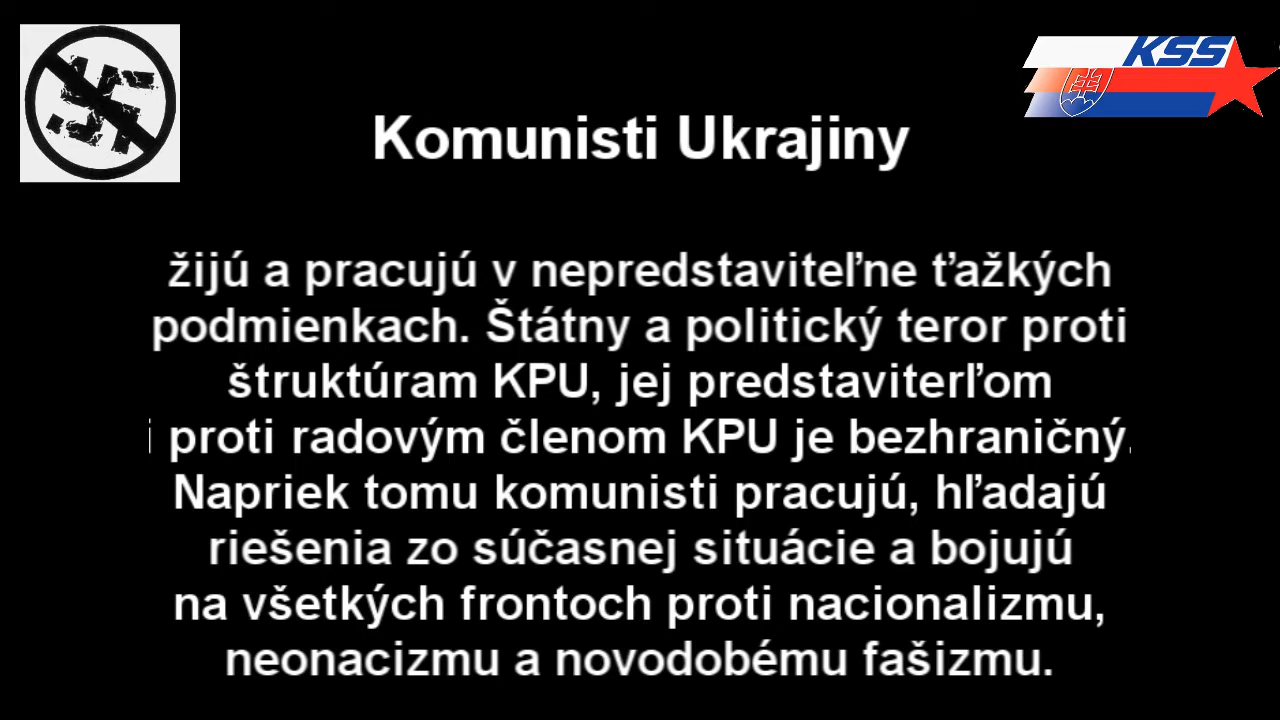 KSS
Komunisti Ukrajiny
žijú a pracujú v nepredstaviteľne ťažkých
podmienkach. Štátny a politický teror proti
štruktúram KPU, jej predstaviterľom
i proti radovým členom KPU je bezhraničný.
Napriek tomu komunisti pracujú, hľadajú
riešenia zo súčasnej situácie a bojujú
na všetkých frontoch proti nacionalizmu,
neonacizmu a novodobému fašizmu.